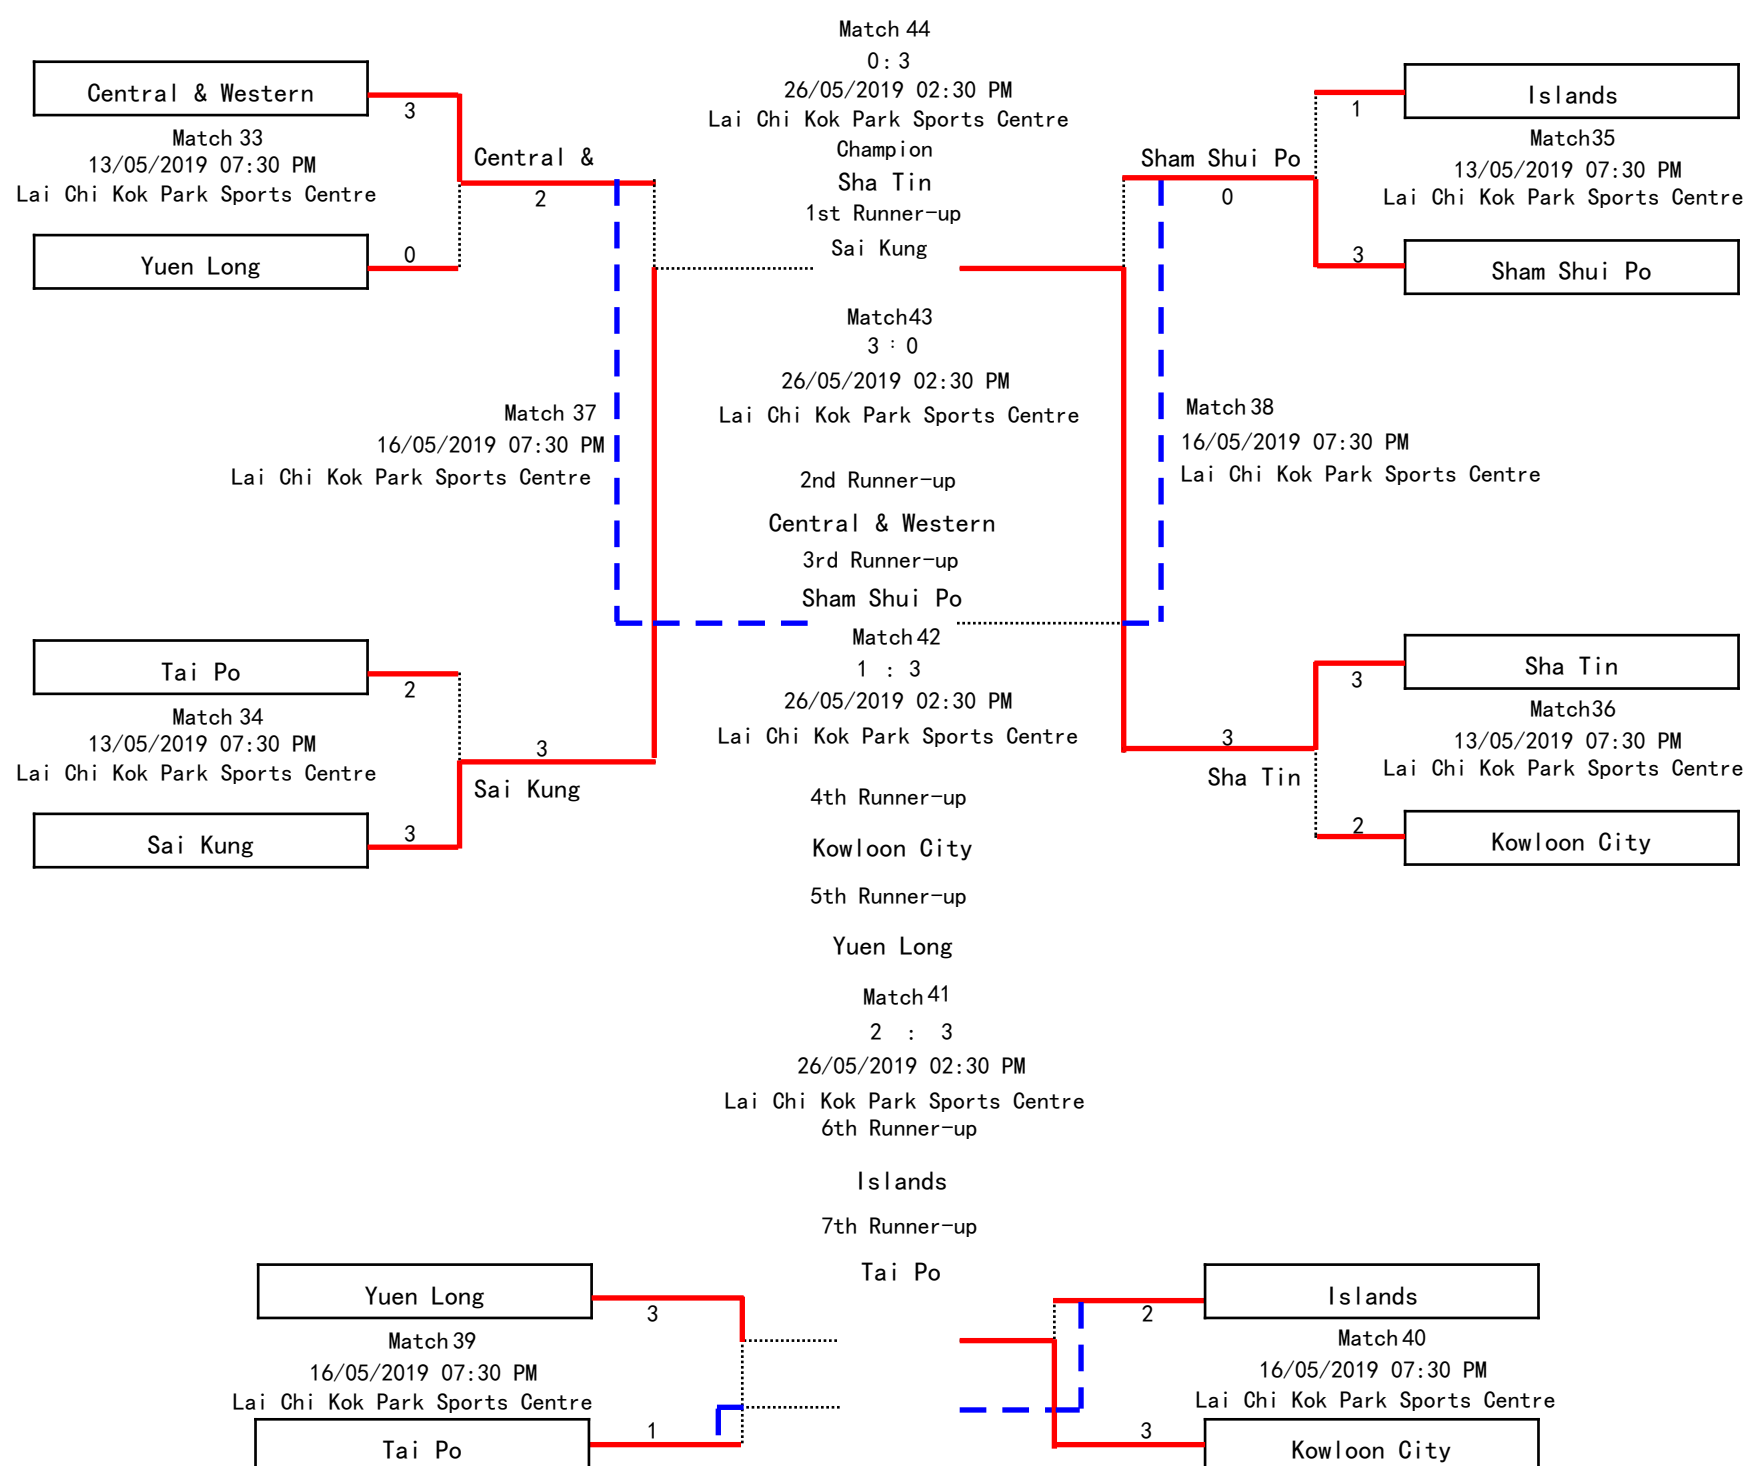 Match 44
0: 3
26/05/2019 02:30 PM
Lai Chi Kok Park Sports Centre
Champion
Sha Tin
1st Runner-up
Sai Kung
Central & Western
3
Match 33
13/05/2019 07:30 PM
Lai Chi Kok Park Sports Centre
Central &
2
Yuen Long
0
Islands
1
Match35
13/05/2019 07:30 PM
Lai Chi Kok Park Sports Centre
Sham Shui Po
0
Sham Shui Po
3
Match43
3 : 0
26/05/2019 02:30 PM
Lai Chi Kok Park Sports Centre
Match 37
16/05/2019 07:30 PM
Lai Chi Kok Park Sports Centre
Match 38
16/05/2019 07:30 PM
Lai Chi Kok Park Sports Centre
2nd Runner-up
Central & Western
3rd Runner-up
Sham Shui Po
Match 42
1 : 3
26/05/2019 02:30 PM
Lai Chi Kok Park Sports Centre
Tai Po
2
Match 34
13/05/2019 07:30 PM
Lai Chi Kok Park Sports Centre
3
Sai Kung
Sai Kung
3
Sha Tin
3
Match36
13/05/2019 07:30 PM
Lai Chi Kok Park Sports Centre
3
Sha Tin
Kowloon City
2
4th Runner-up
Kowloon City
5th Runner-up
Yuen Long
Match 41
2 : 3
26/05/2019 02:30 PM
Lai Chi Kok Park Sports Centre
6th Runner-up
Islands
7th Runner-up
Tai Po
Yuen Long
3
Match 39
16/05/2019 07:30 PM
Lai Chi Kok Park Sports Centre
Tai Po
1
Islands
2
Match 40
16/05/2019 07:30 PM
Lai Chi Kok Park Sports Centre
Kowloon City
3